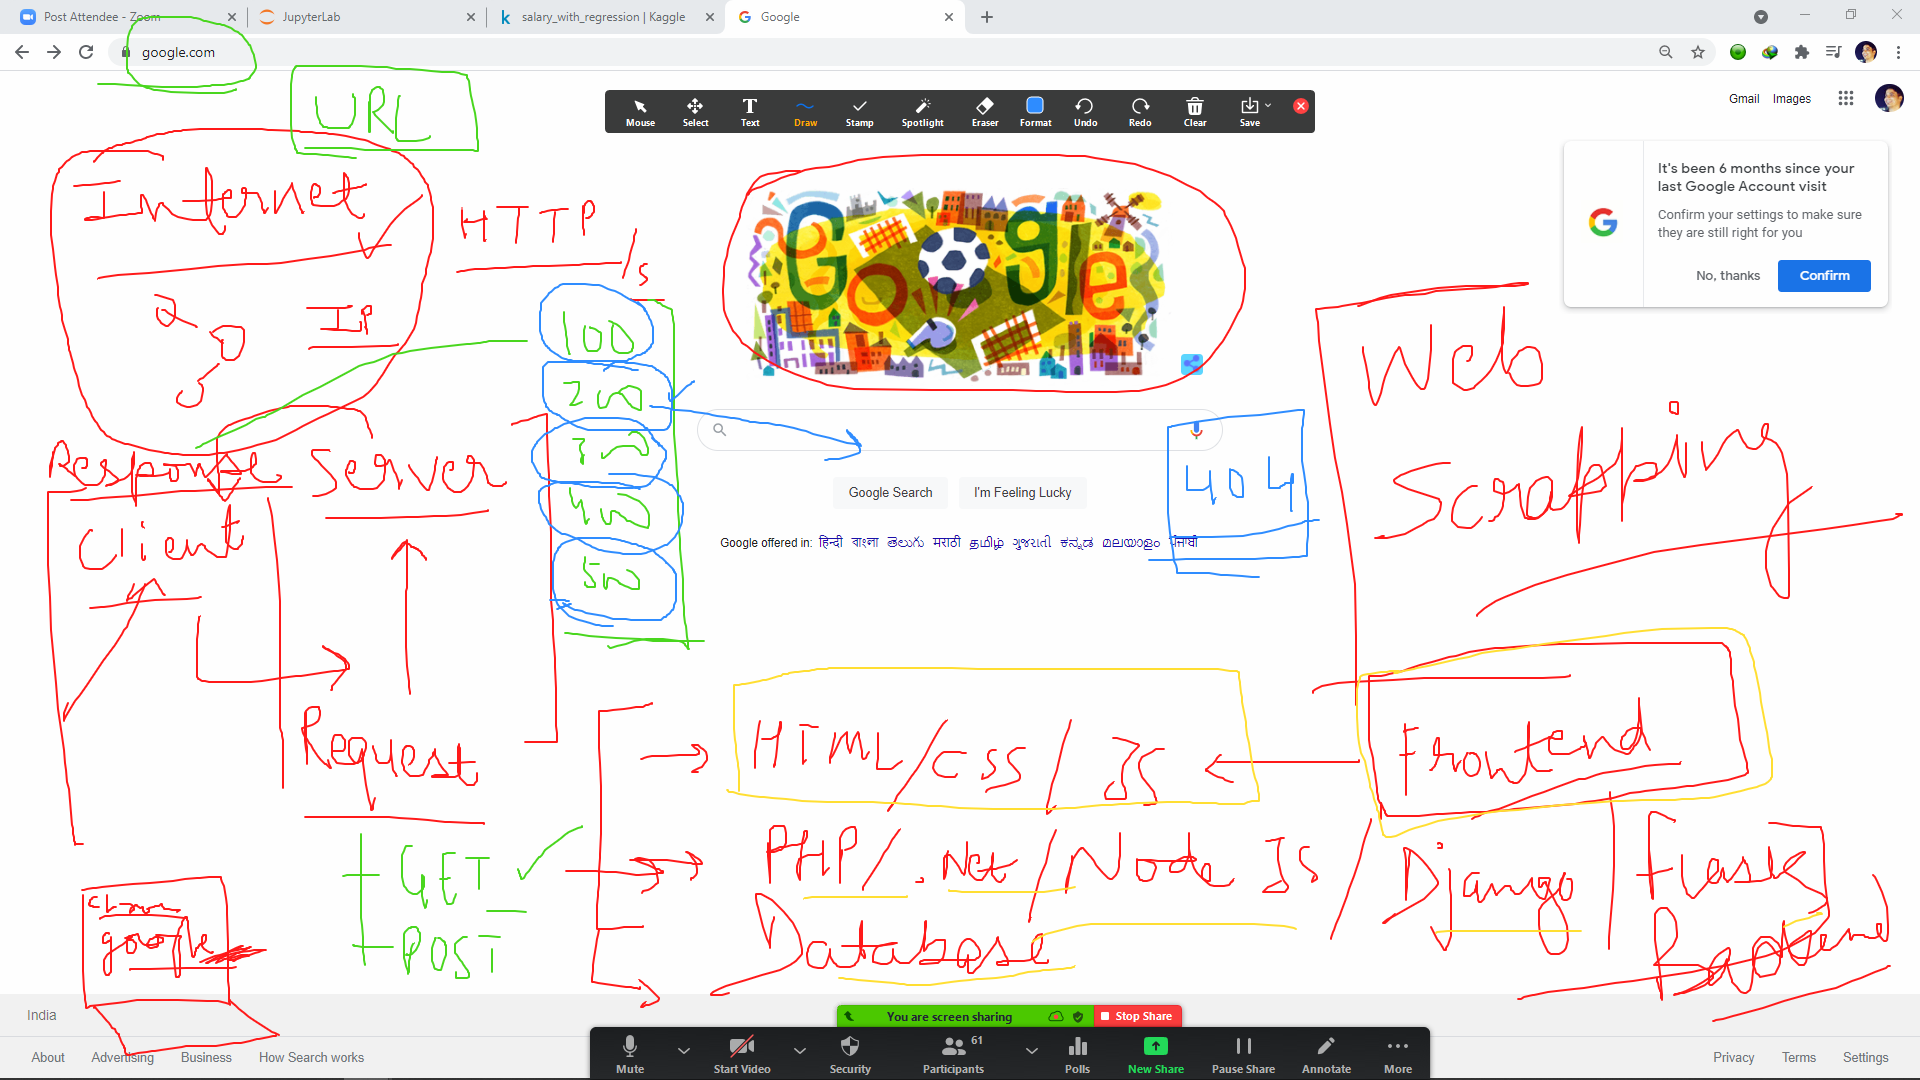 Post Attendee - Zoom
JupyterLab
salary_with_regression | Kaggle
Google
google.com
URL
Mouse Select Text Draw Stamp Spotlight Eraser Format Undo Redo Clear Save
Gmail Images
It's been 6 months since your
last Google Account visit
Confirm your settings to make sure
they are still right for you
No, thanks Confirm
Internet
IP
HTTP/s
Google
100
200
300
400
500
404
Web
Scrapping
Response Server
Client
Request
GET
POST
Google Search I'm Feeling Lucky
Google offered in: हिन्दी বাংলা తెలుగు मराठी தமிழ் ગુજરાતી ಕನ್ನಡ മലയാളം ਪੰਜਾਬੀ
Frontend
HTML/CSS/JS
PHP/.Net/Node JS/Django|Flask
Database
Backend
google
India
You are screen sharing Stop Share
About Advertising Business How Search works
Privacy Terms Settings
Mute Start Video Security Participants 61 Polls New Share Pause Share Annotate More